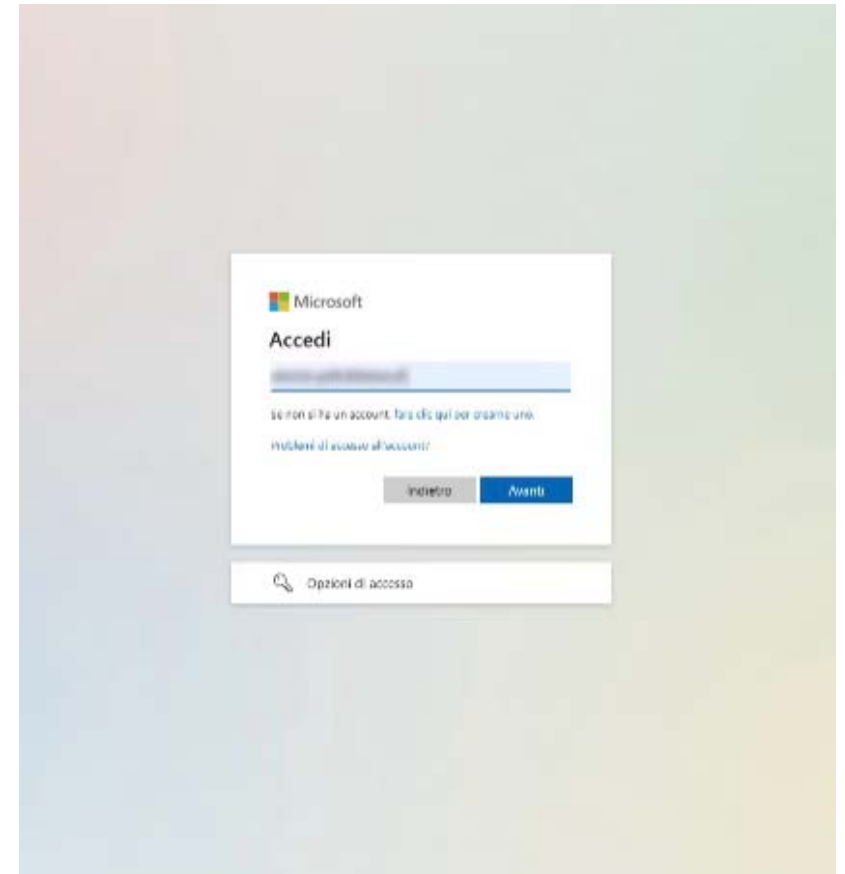 Microsoft
Accedi
Se non si ha un account, fare clic qui per crearne uno.
Problemi di accesso all'account?
Indietro
Avanti
Opzioni di accesso